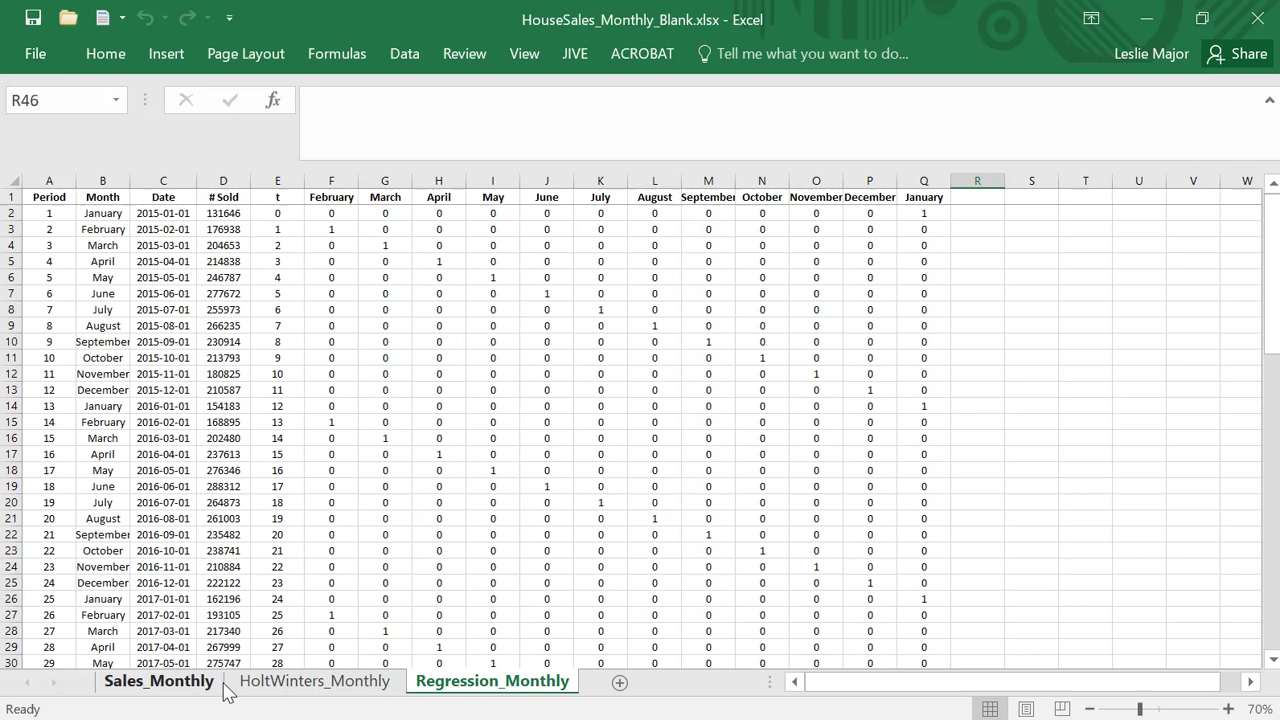 HouseSales_Monthly_Blank.xlsx - Excel
File Home Insert Page Layout Formulas Data Review View JIVE ACROBAT Tell me what you want to do... Leslie Major Share
R46 fx
A B C D E F G H I J K L M N O P Q R S T U V W
1 Period Month Date # Sold t February March April May June July August September October November December January
2 1 January 2015-01-01 131646 0 0 0 0 0 0 0 0 0 0 0 0 1
3 2 February 2015-02-01 176938 1 1 0 0 0 0 0 0 0 0 0 0 0
4 3 March 2015-03-01 204653 2 0 1 0 0 0 0 0 0 0 0 0 0
5 4 April 2015-04-01 214838 3 0 0 1 0 0 0 0 0 0 0 0 0
6 5 May 2015-05-01 246787 4 0 0 0 1 0 0 0 0 0 0 0 0
7 6 June 2015-06-01 277672 5 0 0 0 0 1 0 0 0 0 0 0 0
8 7 July 2015-07-01 255973 6 0 0 0 0 0 1 0 0 0 0 0 0
9 8 August 2015-08-01 266235 7 0 0 0 0 0 0 1 0 0 0 0 0
10 9 September 2015-09-01 230914 8 0 0 0 0 0 0 0 1 0 0 0 0
11 10 October 2015-10-01 213793 9 0 0 0 0 0 0 0 0 1 0 0 0
12 11 November 2015-11-01 180825 10 0 0 0 0 0 0 0 0 0 1 0 0
13 12 December 2015-12-01 210587 11 0 0 0 0 0 0 0 0 0 0 1 0
14 13 January 2016-01-01 154183 12 0 0 0 0 0 0 0 0 0 0 0 1
15 14 February 2016-02-01 168895 13 1 0 0 0 0 0 0 0 0 0 0 0
16 15 March 2016-03-01 202480 14 0 1 0 0 0 0 0 0 0 0 0 0
17 16 April 2016-04-01 237613 15 0 0 1 0 0 0 0 0 0 0 0 0
18 17 May 2016-05-01 276346 16 0 0 0 1 0 0 0 0 0 0 0 0
19 18 June 2016-06-01 288312 17 0 0 0 0 1 0 0 0 0 0 0 0
20 19 July 2016-07-01 264873 18 0 0 0 0 0 1 0 0 0 0 0 0
21 20 August 2016-08-01 261003 19 0 0 0 0 0 0 1 0 0 0 0 0
22 21 September 2016-09-01 235482 20 0 0 0 0 0 0 0 1 0 0 0 0
23 22 October 2016-10-01 238741 21 0 0 0 0 0 0 0 0 1 0 0 0
24 23 November 2016-11-01 210884 22 0 0 0 0 0 0 0 0 0 1 0 0
25 24 December 2016-12-01 222122 23 0 0 0 0 0 0 0 0 0 0 1 0
26 25 January 2017-01-01 162196 24 0 0 0 0 0 0 0 0 0 0 0 1
27 26 February 2017-02-01 193105 25 1 0 0 0 0 0 0 0 0 0 0 0
28 27 March 2017-03-01 217340 26 0 1 0 0 0 0 0 0 0 0 0 0
29 28 April 2017-04-01 267999 27 0 0 1 0 0 0 0 0 0 0 0 0
30 29 May 2017-05-01 275747 28 0 0 0 1 0 0 0 0 0 0 0 0
Sales_Monthly HoltWinters_Monthly Regression_Monthly
Ready 70%